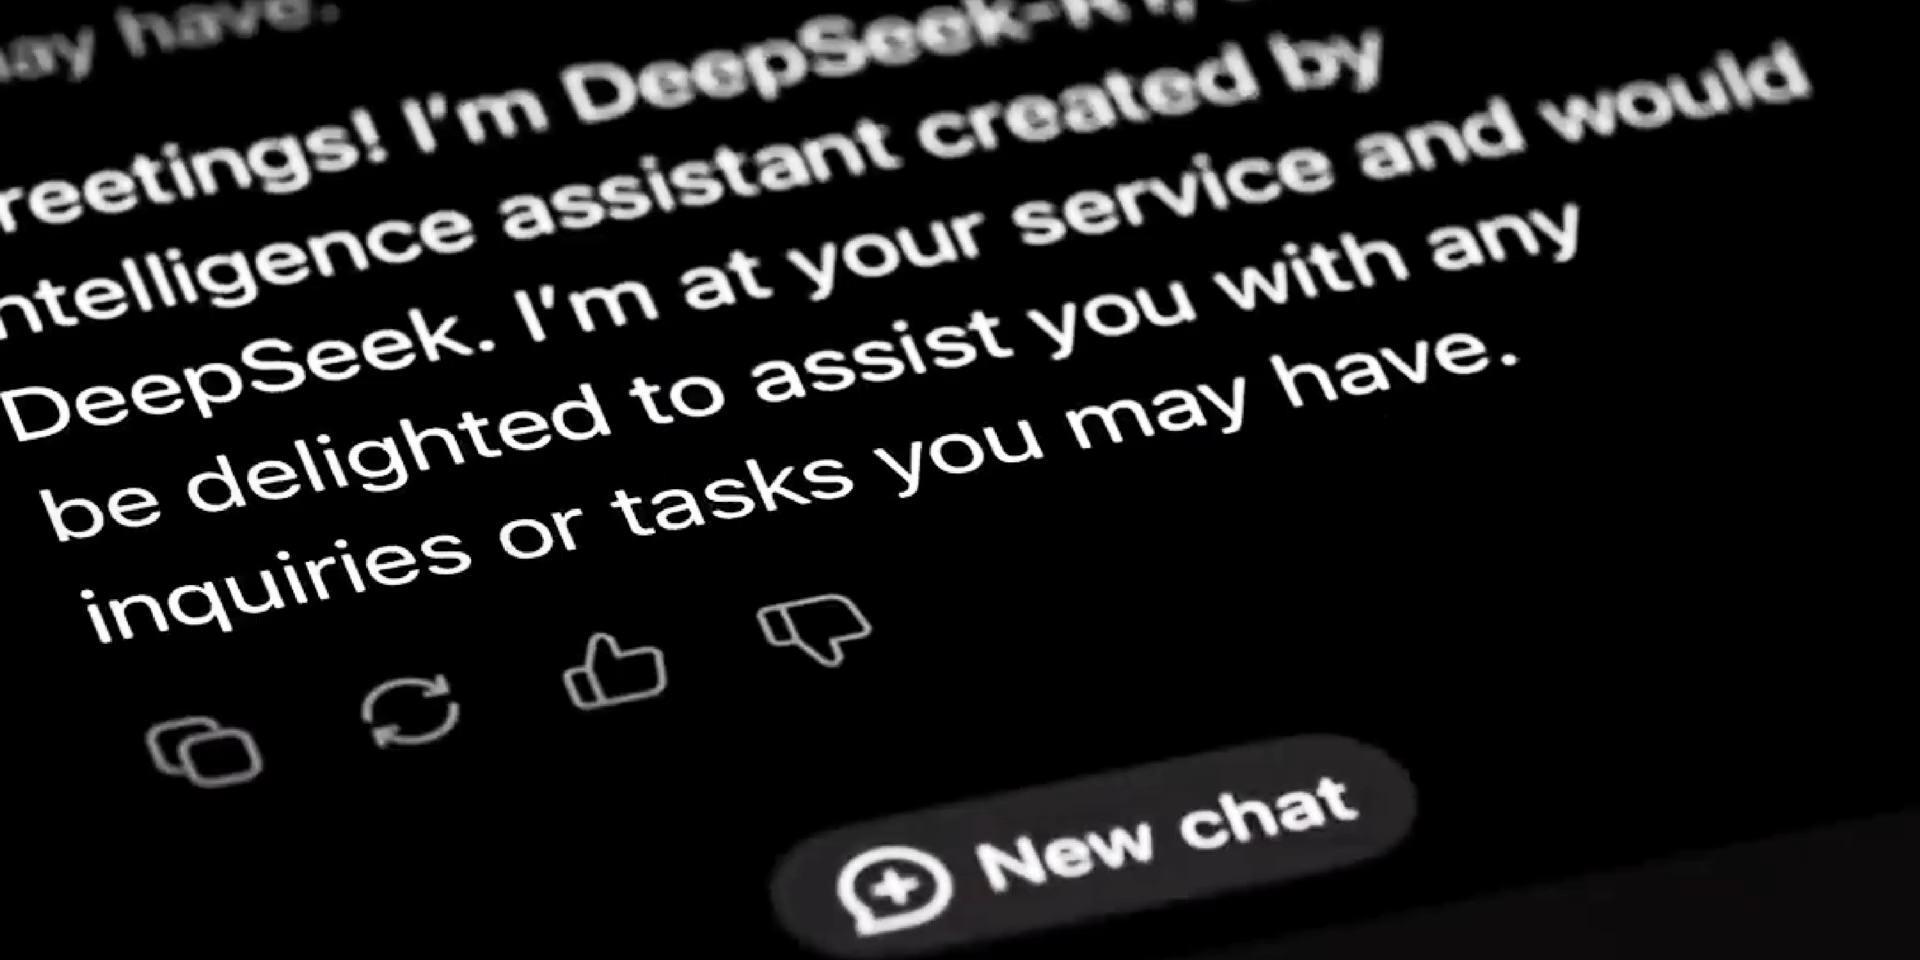 may have.
reetings! I'm DeepSeek-R1,
ntelligence assistant created by
DeepSeek. I'm at your service and would
be delighted to assist you with any
inquiries or tasks you may have.
New chat